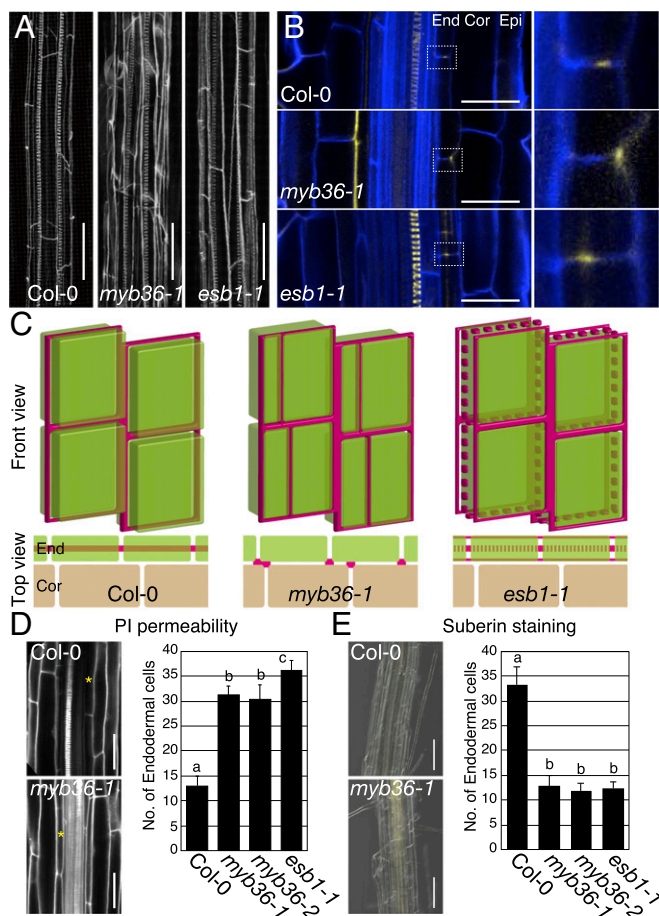 A
Col-0
myb36-1
esb1-1
B
End Cor Epi
Col-0
myb36-1
esb1-1
C
Front view
Top view
End
Cor
Col-0
myb36-1
esb1-1
D
PI permeability
Col-0
*
myb36-1
*
No. of Endodermal cells
40
35
30
25
20
15
10
5
0
a
b
b
c
Col-0
myb36-1
myb36-2
esb1-1
E
Suberin staining
Col-0
myb36-1
No. of Endodermal cells
40
35
30
25
20
15
10
5
0
a
b
b
b
Col-0
myb36-1
myb36-2
esb1-1